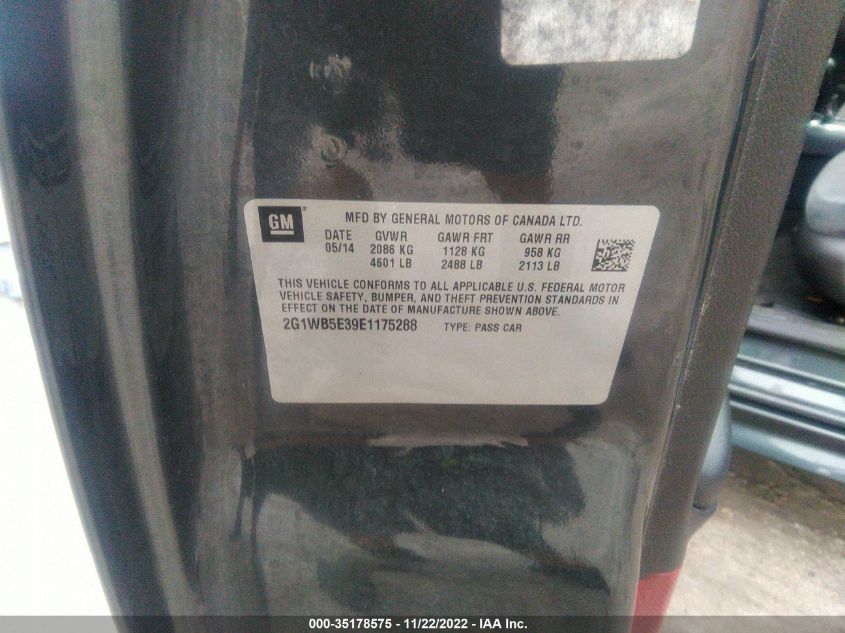 GM
MFD BY GENERAL MOTORS OF CANADA LTD.
DATE GVWR GAWR FRT GAWR RR
05/14 2086 KG 1128 KG 958 KG
4601 LB 2488 LB 2113 LB
THIS VEHICLE CONFORMS TO ALL APPLICABLE U.S. FEDERAL MOTOR
VEHICLE SAFETY, BUMPER, AND THEFT PREVENTION STANDARDS IN
EFFECT ON THE DATE OF MANUFACTURE SHOWN ABOVE.
2G1WB5E39E1175288 TYPE: PASS CAR
000-35178575 - 11/22/2022 - IAA Inc.